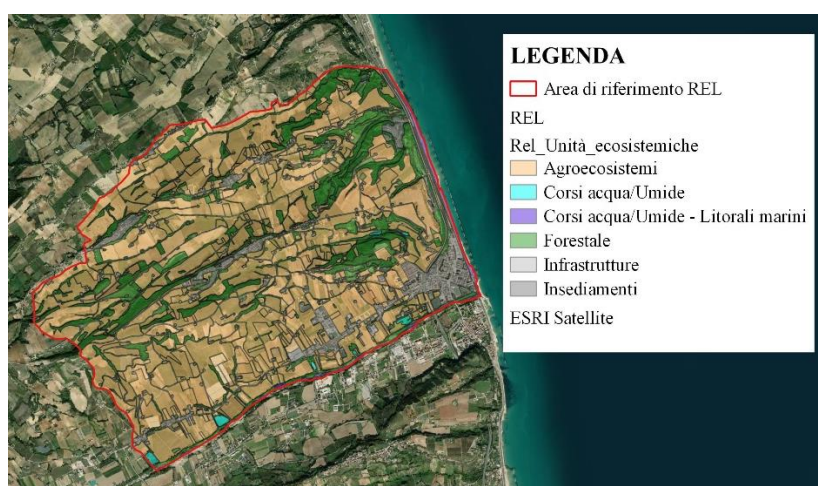 LEGENDA
Area di riferimento REL
REL
Rel_Unità_ecosistemiche
Agroecosistemi
Corsi acqua/Umide
Corsi acqua/Umide - Litorali marini
Forestale
Infrastrutture
Insediamenti
ESRI Satellite